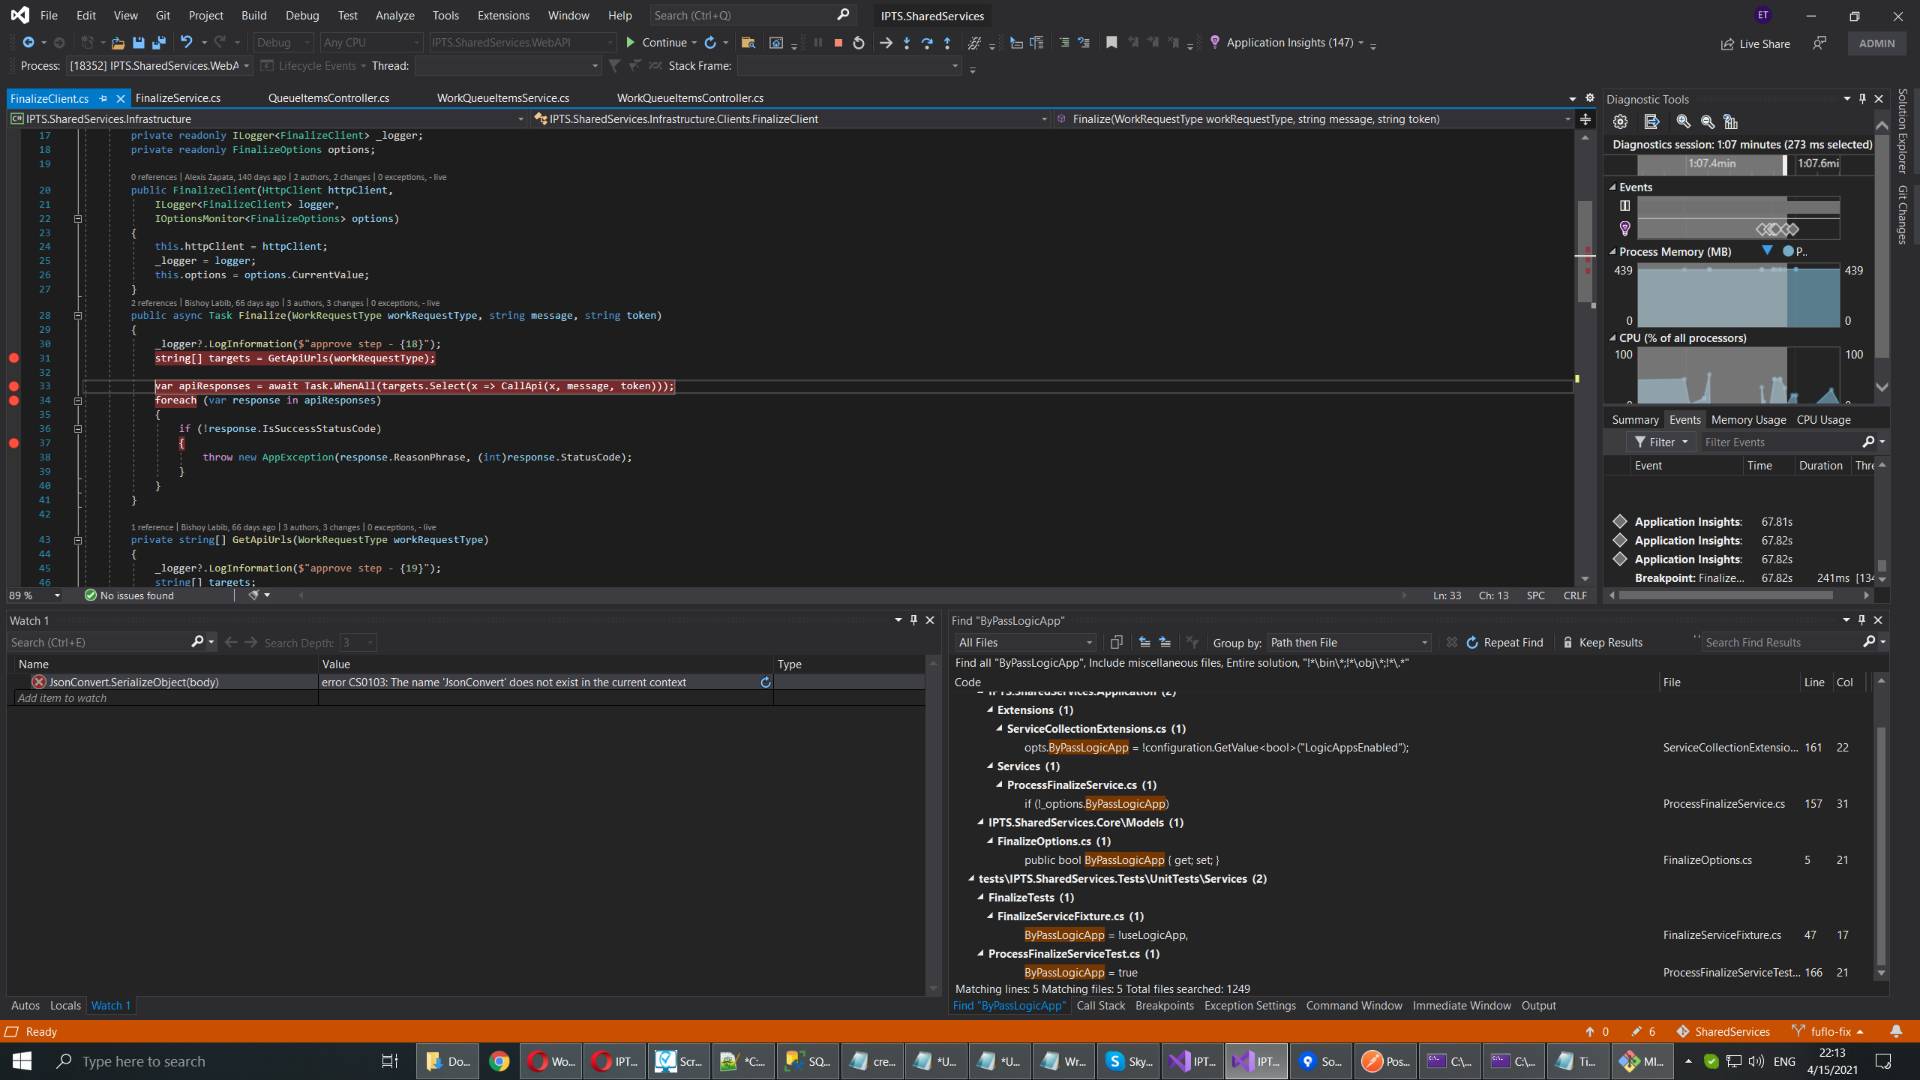 File Edit View Git Project Build Debug Test Analyze Tools Extensions Window Help Search (Ctrl+Q) IPTS.SharedServices ET
Debug Any CPU IPTS.SharedServices.WebAPI Continue Application Insights (147) Live Share ADMIN
Process: [18352] IPTS.SharedServices.WebA Lifecycle Events Thread: Stack Frame:
FinalizeClient.cs FinalizeService.cs QueueItemsController.cs WorkQueueItemsService.cs WorkQueueItemsController.cs
IPTS.SharedServices.Infrastructure IPTS.SharedServices.Infrastructure.Clients.FinalizeClient Finalize(WorkRequestType workRequestType, string message, string token)
17 private readonly ILogger<FinalizeClient> _logger;
18 private readonly FinalizeOptions options;
19
0 references | Alexis Zapata, 140 days ago | 2 authors, 2 changes | 0 exceptions, - live
20 public FinalizeClient(HttpClient httpClient,
21 ILogger<FinalizeClient> logger,
22 IOptionsMonitor<FinalizeOptions> options)
23 {
24 this.httpClient = httpClient;
25 _logger = logger;
26 this.options = options.CurrentValue;
27 }
2 references | Bishoy Labib, 66 days ago | 3 authors, 3 changes | 0 exceptions, - live
28 public async Task Finalize(WorkRequestType workRequestType, string message, string token)
29 {
30 _logger?.LogInformation($"approve step - {18}");
31 string[] targets = GetApiUrls(workRequestType);
32
33 var apiResponses = await Task.WhenAll(targets.Select(x => CallApi(x, message, token)));
34 foreach (var response in apiResponses)
35 {
36 if (!response.IsSuccessStatusCode)
37 {
38 throw new AppException(response.ReasonPhrase, (int)response.StatusCode);
39 }
40 }
41 }
42
1 reference | Bishoy Labib, 66 days ago | 3 authors, 3 changes | 0 exceptions, - live
43 private string[] GetApiUrls(WorkRequestType workRequestType)
44 {
45 _logger?.LogInformation($"approve step - {19}");
46 string[] targets;
89 % No issues found Ln: 33 Ch: 13 SPC CRLF
Diagnostic Tools
Diagnostics session: 1:07 minutes (273 ms selected)
1:07.4min 1:07.6mi
Events
Process Memory (MB) P..
439 439
0 0
CPU (% of all processors)
100 100
Summary Events Memory Usage CPU Usage
Filter Filter Events
Event Time Duration Thre
Application Insights: 67.81s
Application Insights: 67.82s
Application Insights: 67.82s
Breakpoint: Finalize... 67.82s 241ms [134
Solution Explorer
Git Changes
Watch 1
Search (Ctrl+E) Search Depth: 3
Name Value Type
JsonConvert.SerializeObject(body) error CS0103: The name 'JsonConvert' does not exist in the current context
Add item to watch
Autos Locals Watch 1
Find "ByPassLogicApp"
All Files Group by: Path then File Repeat Find Keep Results Search Find Results
Find all "ByPassLogicApp", Include miscellaneous files, Entire solution, "!*\bin\*;!*\obj\*;!*\.*"
Code File Line Col
IPTS.SharedServices.Application (2)
Extensions (1)
ServiceCollectionExtensions.cs (1)
opts.ByPassLogicApp = !configuration.GetValue<bool>("LogicAppsEnabled"); ServiceCollectionExtensio... 161 22
Services (1)
ProcessFinalizeService.cs (1)
if (!_options.ByPassLogicApp) ProcessFinalizeService.cs 157 31
IPTS.SharedServices.Core\Models (1)
FinalizeOptions.cs (1)
public bool ByPassLogicApp { get; set; } FinalizeOptions.cs 5 21
tests\IPTS.SharedServices.Tests\UnitTests\Services (2)
FinalizeTests (1)
FinalizeServiceFixture.cs (1)
ByPassLogicApp = !useLogicApp, FinalizeServiceFixture.cs 47 17
ProcessFinalizeServiceTest.cs (1)
ByPassLogicApp = true ProcessFinalizeServiceTest... 166 21
Matching lines: 5 Matching files: 5 Total files searched: 1249
Find "ByPassLogicApp" Call Stack Breakpoints Exception Settings Command Window Immediate Window Output
Ready 0 6 SharedServices fuflo-fix
Type here to search Do... Wo... IPT... Scr... *C:... SQ... cre... *U... *U... Wr... Sky... IPT... IPT... So... Pos... C:\... C:\... Ti... MI... ENG 22:13
4/15/2021